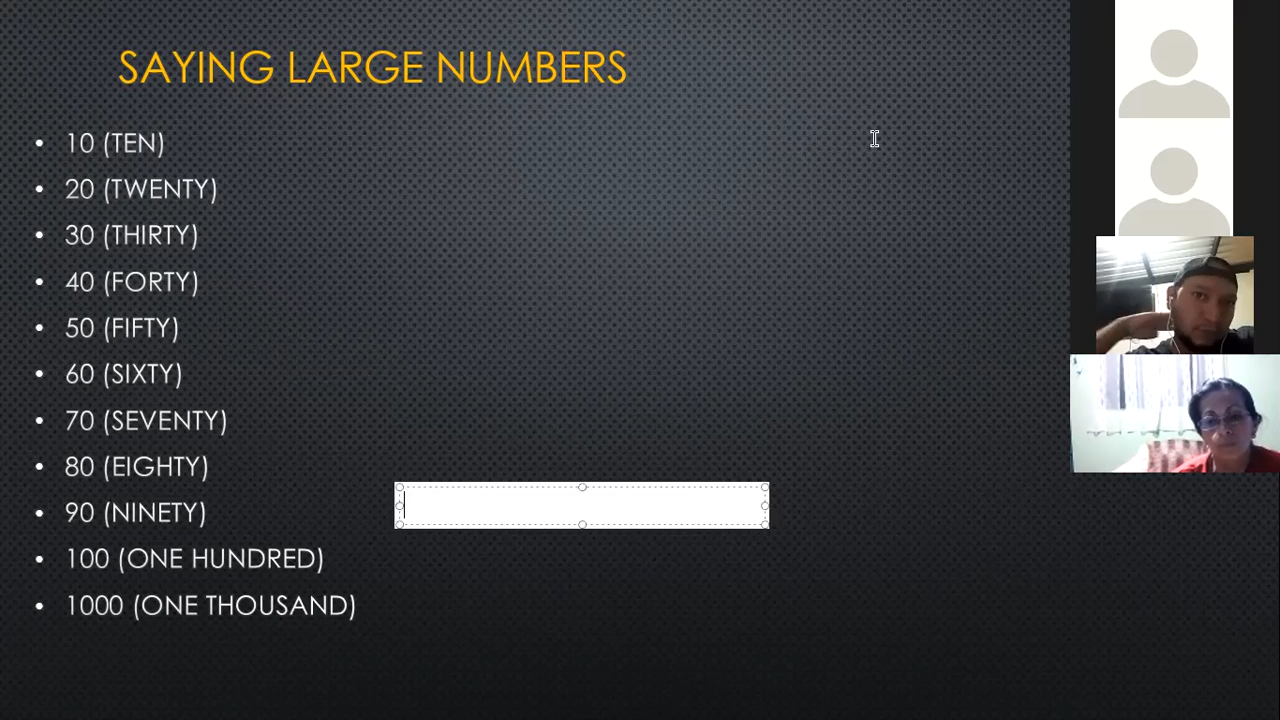 SAYING LARGE NUMBERS
• 10 (TEN)
• 20 (TWENTY)
• 30 (THIRTY)
• 40 (FORTY)
• 50 (FIFTY)
• 60 (SIXTY)
• 70 (SEVENTY)
• 80 (EIGHTY)
• 90 (NINETY)
• 100 (ONE HUNDRED)
• 1000 (ONE THOUSAND)